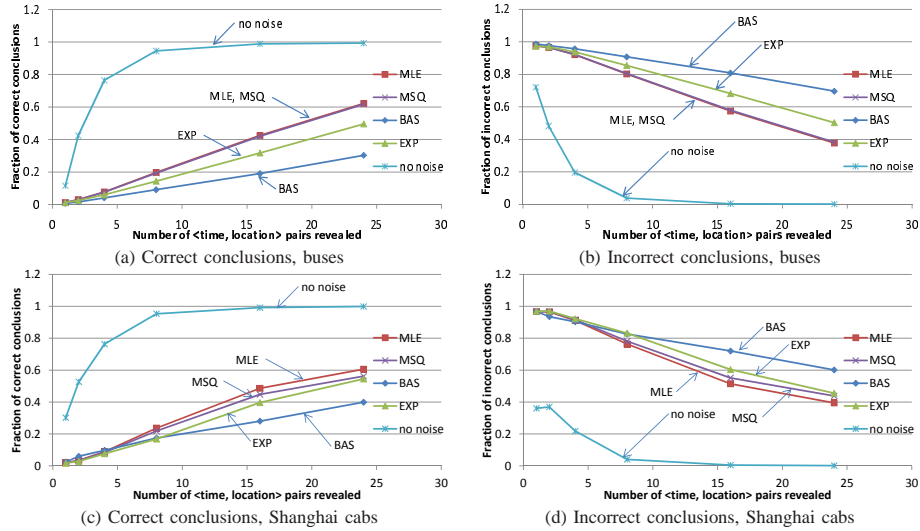 1.2
1
0.8
0.6
0.4
0.2
0
0 5 10 15 20 25 30
Fraction of correct conclusions
Number of <time, location> pairs revealed
no noise
MLE, MSQ
EXP
BAS
MLE
MSQ
BAS
EXP
no noise
(a) Correct conclusions, buses
1.2
1
0.8
0.6
0.4
0.2
0
0 5 10 15 20 25 30
Fraction of incorrect conclusions
Number of <time, location> pairs revealed
BAS
EXP
MLE, MSQ
no noise
MLE
MSQ
BAS
EXP
no noise
(b) Incorrect conclusions, buses
1.2
1
0.8
0.6
0.4
0.2
0
0 5 10 15 20 25 30
Fraction of correct conclusions
Number of <time, location> pairs revealed
no noise
MLE
MSQ
EXP
BAS
MLE
MSQ
BAS
EXP
no noise
(c) Correct conclusions, Shanghai cabs
1.2
1
0.8
0.6
0.4
0.2
0
0 5 10 15 20 25 30
Fraction of incorrect conclusions
Number of <time, location> pairs revealed
BAS
EXP
MLE
MSQ
no noise
MLE
MSQ
BAS
EXP
no noise
(d) Incorrect conclusions, Shanghai cabs